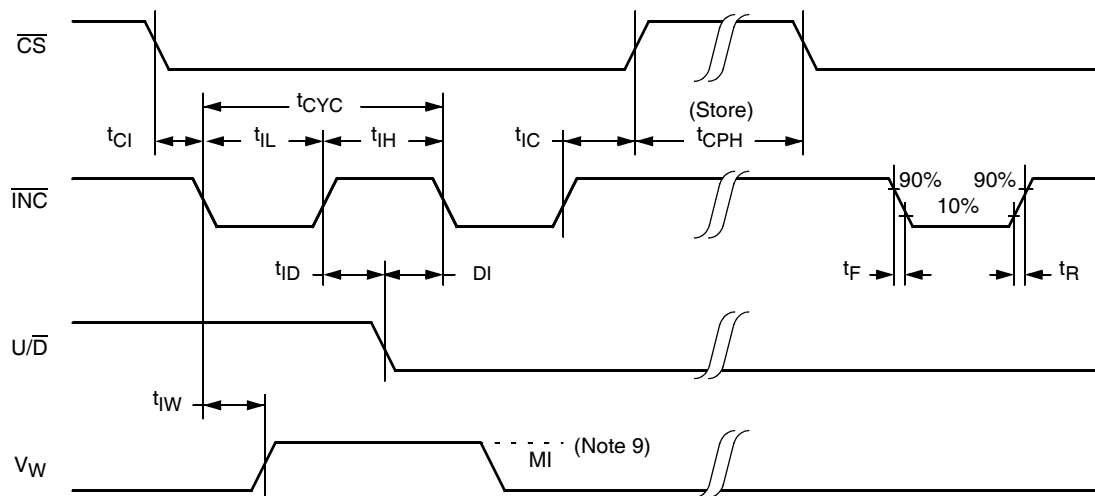 CS
tCYC
(Store)
tCI
tIL
tIH
tIC
tCPH
INC
90%
90%
10%
tID
DI
tF
tR
U/D
tIW
(Note 9)
MI
VW